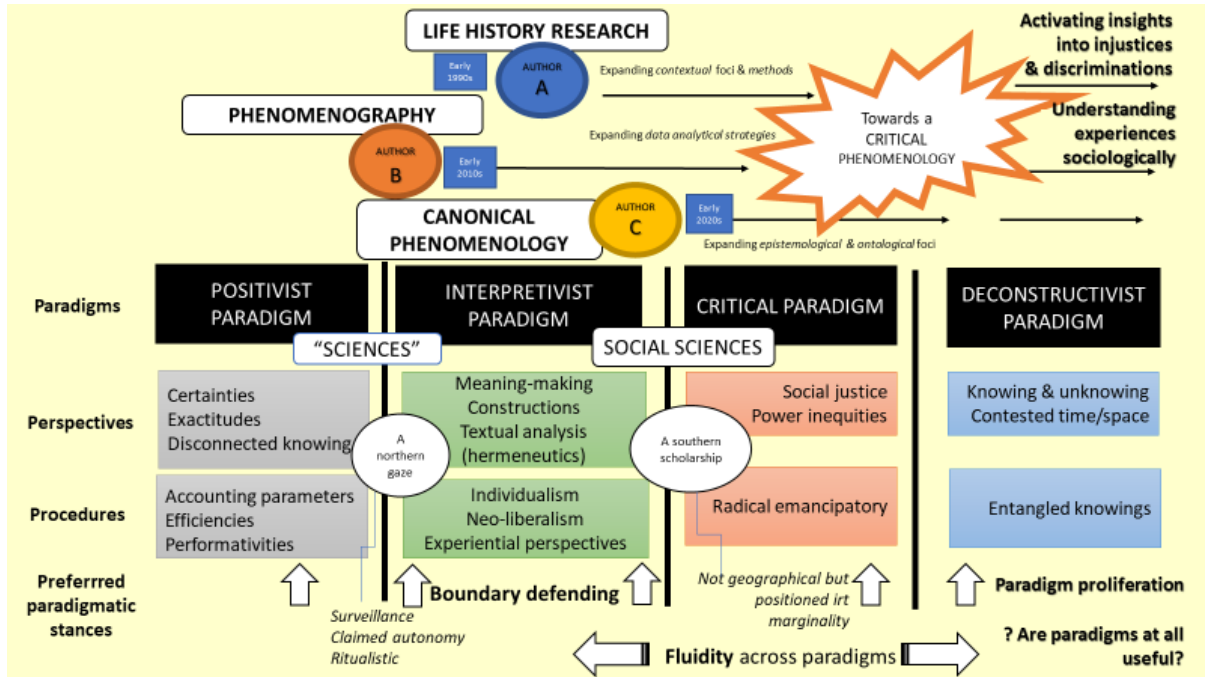 LIFE HISTORY RESEARCH
Early
1990s
AUTHOR
A
Expanding contextual foci & methods
Activating insights
into injustices
& discriminations
PHENOMENOGRAPHY
AUTHOR
B
Early
2010s
Expanding data analytical strategies
Towards a
CRITICAL
PHENOMENOLOGY
Understanding
experiences
sociologically
CANONICAL
PHENOMENOLOGY
AUTHOR
C
Early
2020s
Expanding epistemological & ontological foci
Paradigms
POSITIVIST
PARADIGM
INTERPRETIVIST
PARADIGM
CRITICAL PARADIGM
DECONSTRUCTIVIST
PARADIGM
“SCIENCES”
SOCIAL SCIENCES
Perspectives
Certainties
Exactitudes
Disconnected knowing
A
northern
gaze
Meaning-making
Constructions
Textual analysis
(hermeneutics)
A southern
scholarship
Social justice
Power inequities
Knowing & unknowing
Contested time/space
Procedures
Accounting parameters
Efficiencies
Performativities
Individualism
Neo-liberalism
Experiential perspectives
Radical emancipatory
Entangled knowings
Preferrred
paradigmatic
stances
Surveillance
Claimed autonomy
Ritualistic
Boundary defending
Not geographical but
positioned irt
marginality
Paradigm proliferation
Fluidity across paradigms
? Are paradigms at all
useful?